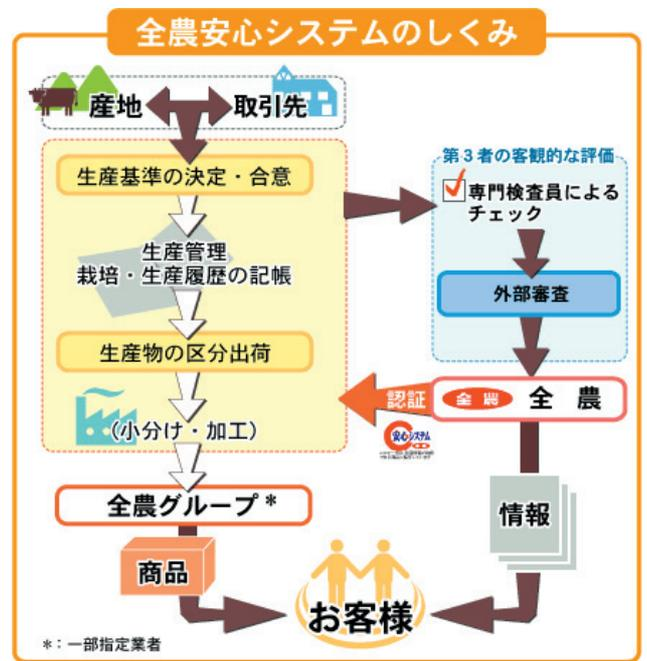 全農安心システムのしくみ
産地
取引先
生産基準の決定・合意
生産管理
栽培・生産履歴の記帳
生産物の区分出荷
(小分け・加工)
全農グループ*
商品
第3者の客観的な評価
専門検査員による
チェック
外部審査
認証
全農
全 農
安心システム
情報
お客様
*:一部指定業者